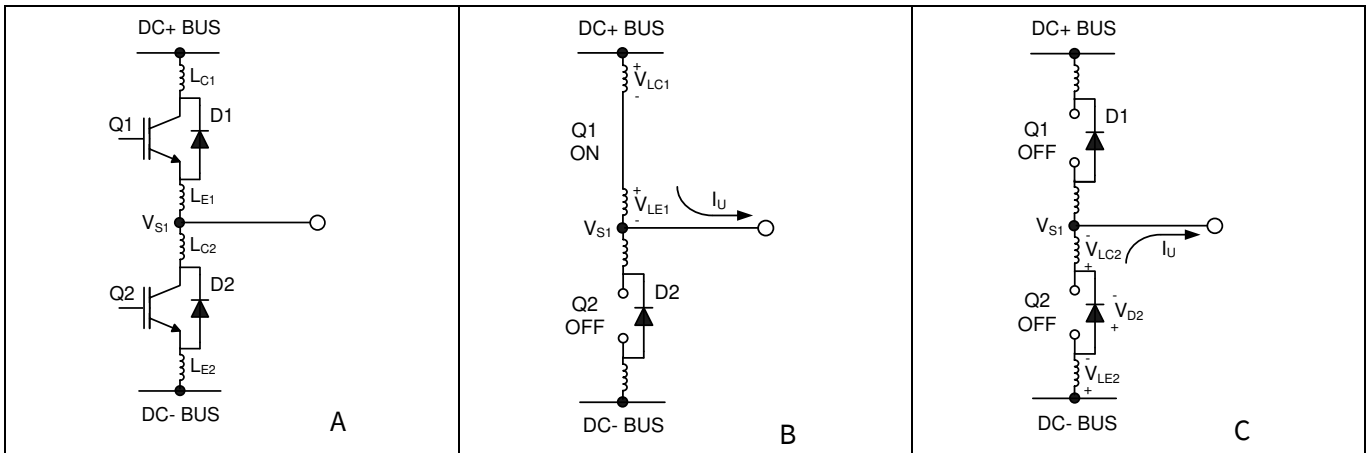 DC+ BUS
LC1
D1
Q1
LE1
VS1
LC2
D2
Q2
LE2
DC- BUS
A
DC+ BUS
+
VLC1
-
Q1
ON
+
VLE1
-
IU
VS1
D2
Q2
OFF
DC- BUS
B
DC+ BUS
D1
Q1
OFF
VS1
-
VLC2
+
IU
Q2
OFF
-
VD2
+
-
VLE2
+
DC- BUS
C